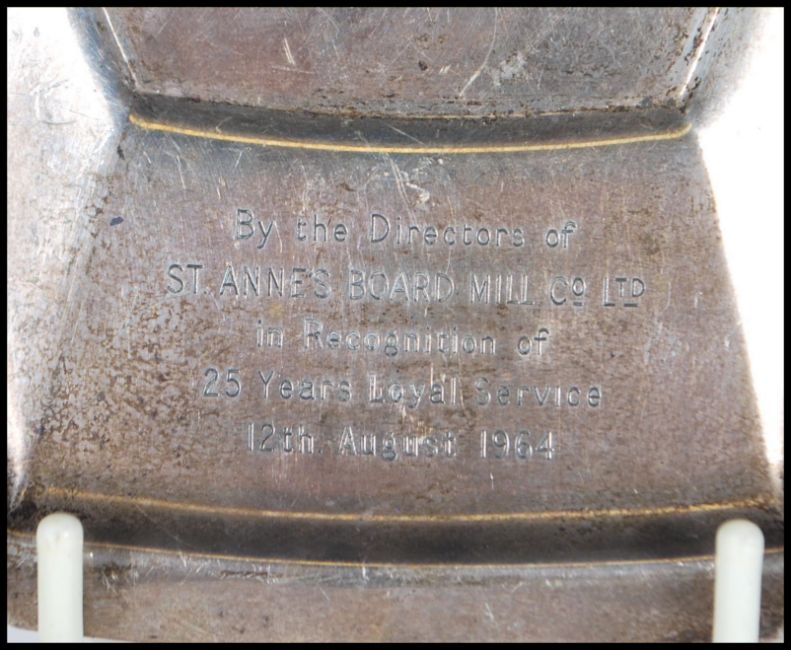 By the Directors of
ST. ANNE'S BOARD MILL Cº LTD
in Recognition of
25 Years Loyal Service
12th. August 1964